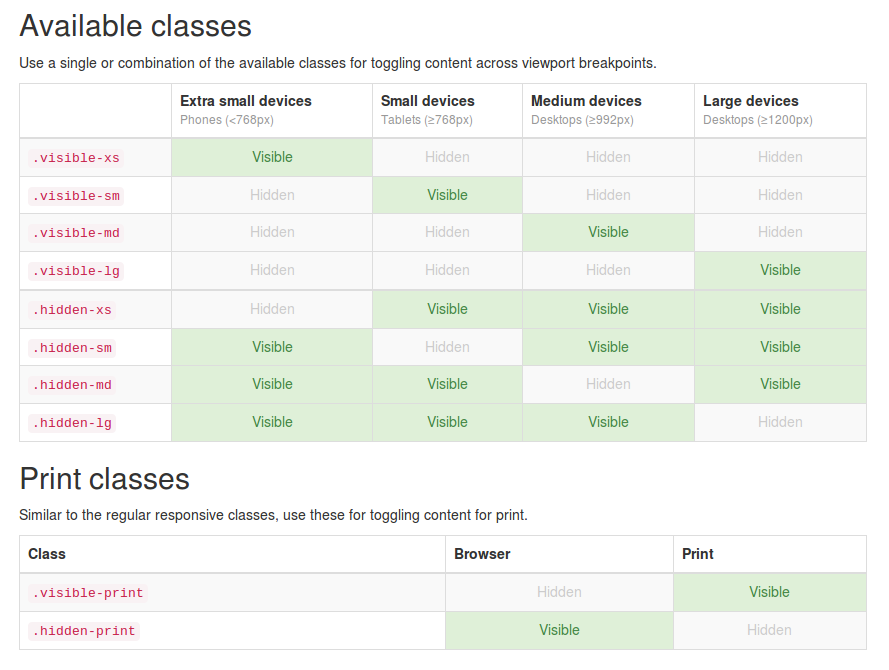 Available classes
Use a single or combination of the available classes for toggling content across viewport breakpoints.
Extra small devices Small devices Medium devices Large devices
Phones (<768px) Tablets (≥768px) Desktops (≥992px) Desktops (≥1200px)
.visible-xs Visible Hidden Hidden Hidden
.visible-sm Hidden Visible Hidden Hidden
.visible-md Hidden Hidden Visible Hidden
.visible-lg Hidden Hidden Hidden Visible
.hidden-xs Hidden Visible Visible Visible
.hidden-sm Visible Hidden Visible Visible
.hidden-md Visible Visible Hidden Visible
.hidden-lg Visible Visible Visible Hidden
Print classes
Similar to the regular responsive classes, use these for toggling content for print.
Class Browser Print
.visible-print Hidden Visible
.hidden-print Visible Hidden